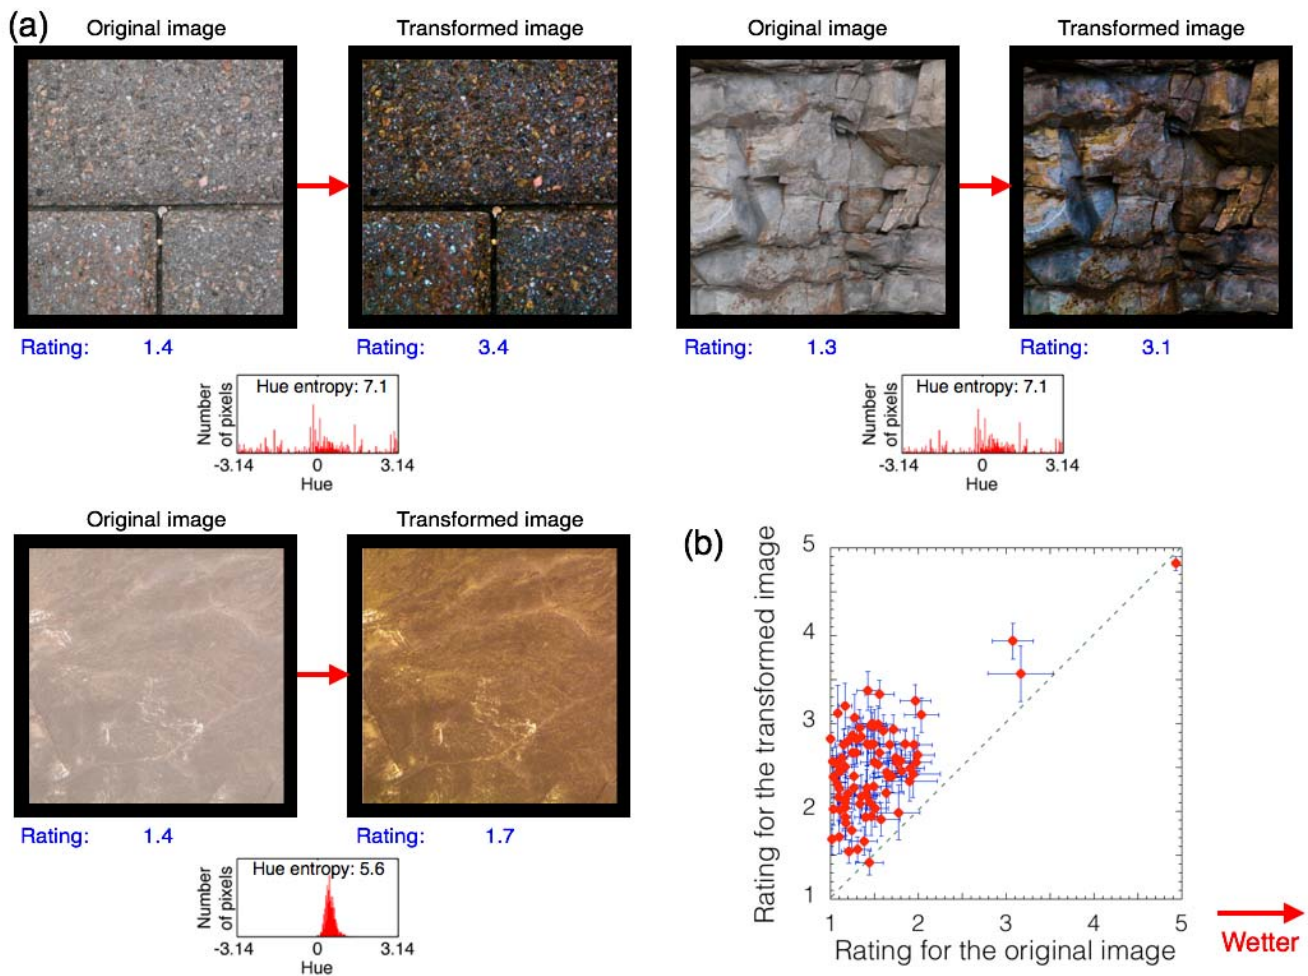 (a)
Original image
Transformed image
Rating: 1.4
Rating: 3.4
Number of pixels
Hue entropy: 7.1
-3.14 0 3.14
Hue
Original image
Transformed image
Rating: 1.3
Rating: 3.1
Number of pixels
Hue entropy: 7.1
-3.14 0 3.14
Hue
Original image
Transformed image
Rating: 1.4
Rating: 1.7
Number of pixels
Hue entropy: 5.6
-3.14 0 3.14
Hue
(b)
Rating for the transformed image
5
4
3
2
1
1 2 3 4 5
Rating for the original image
Wetter